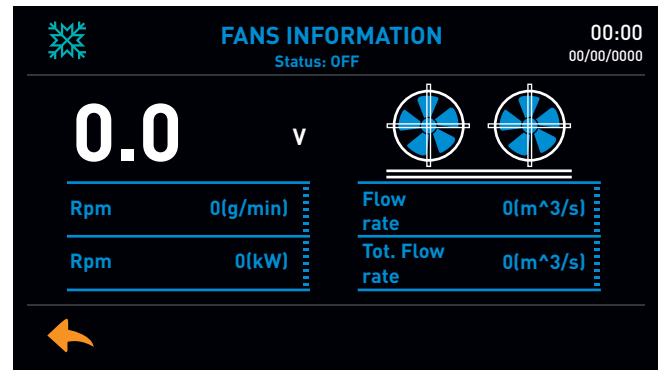 FANS INFORMATION
Status: OFF
00:00
00/00/0000
0.0 V
Rpm 0(g/min)
Rpm 0(kW)
Flow rate 0(m^3/s)
Tot. Flow rate 0(m^3/s)